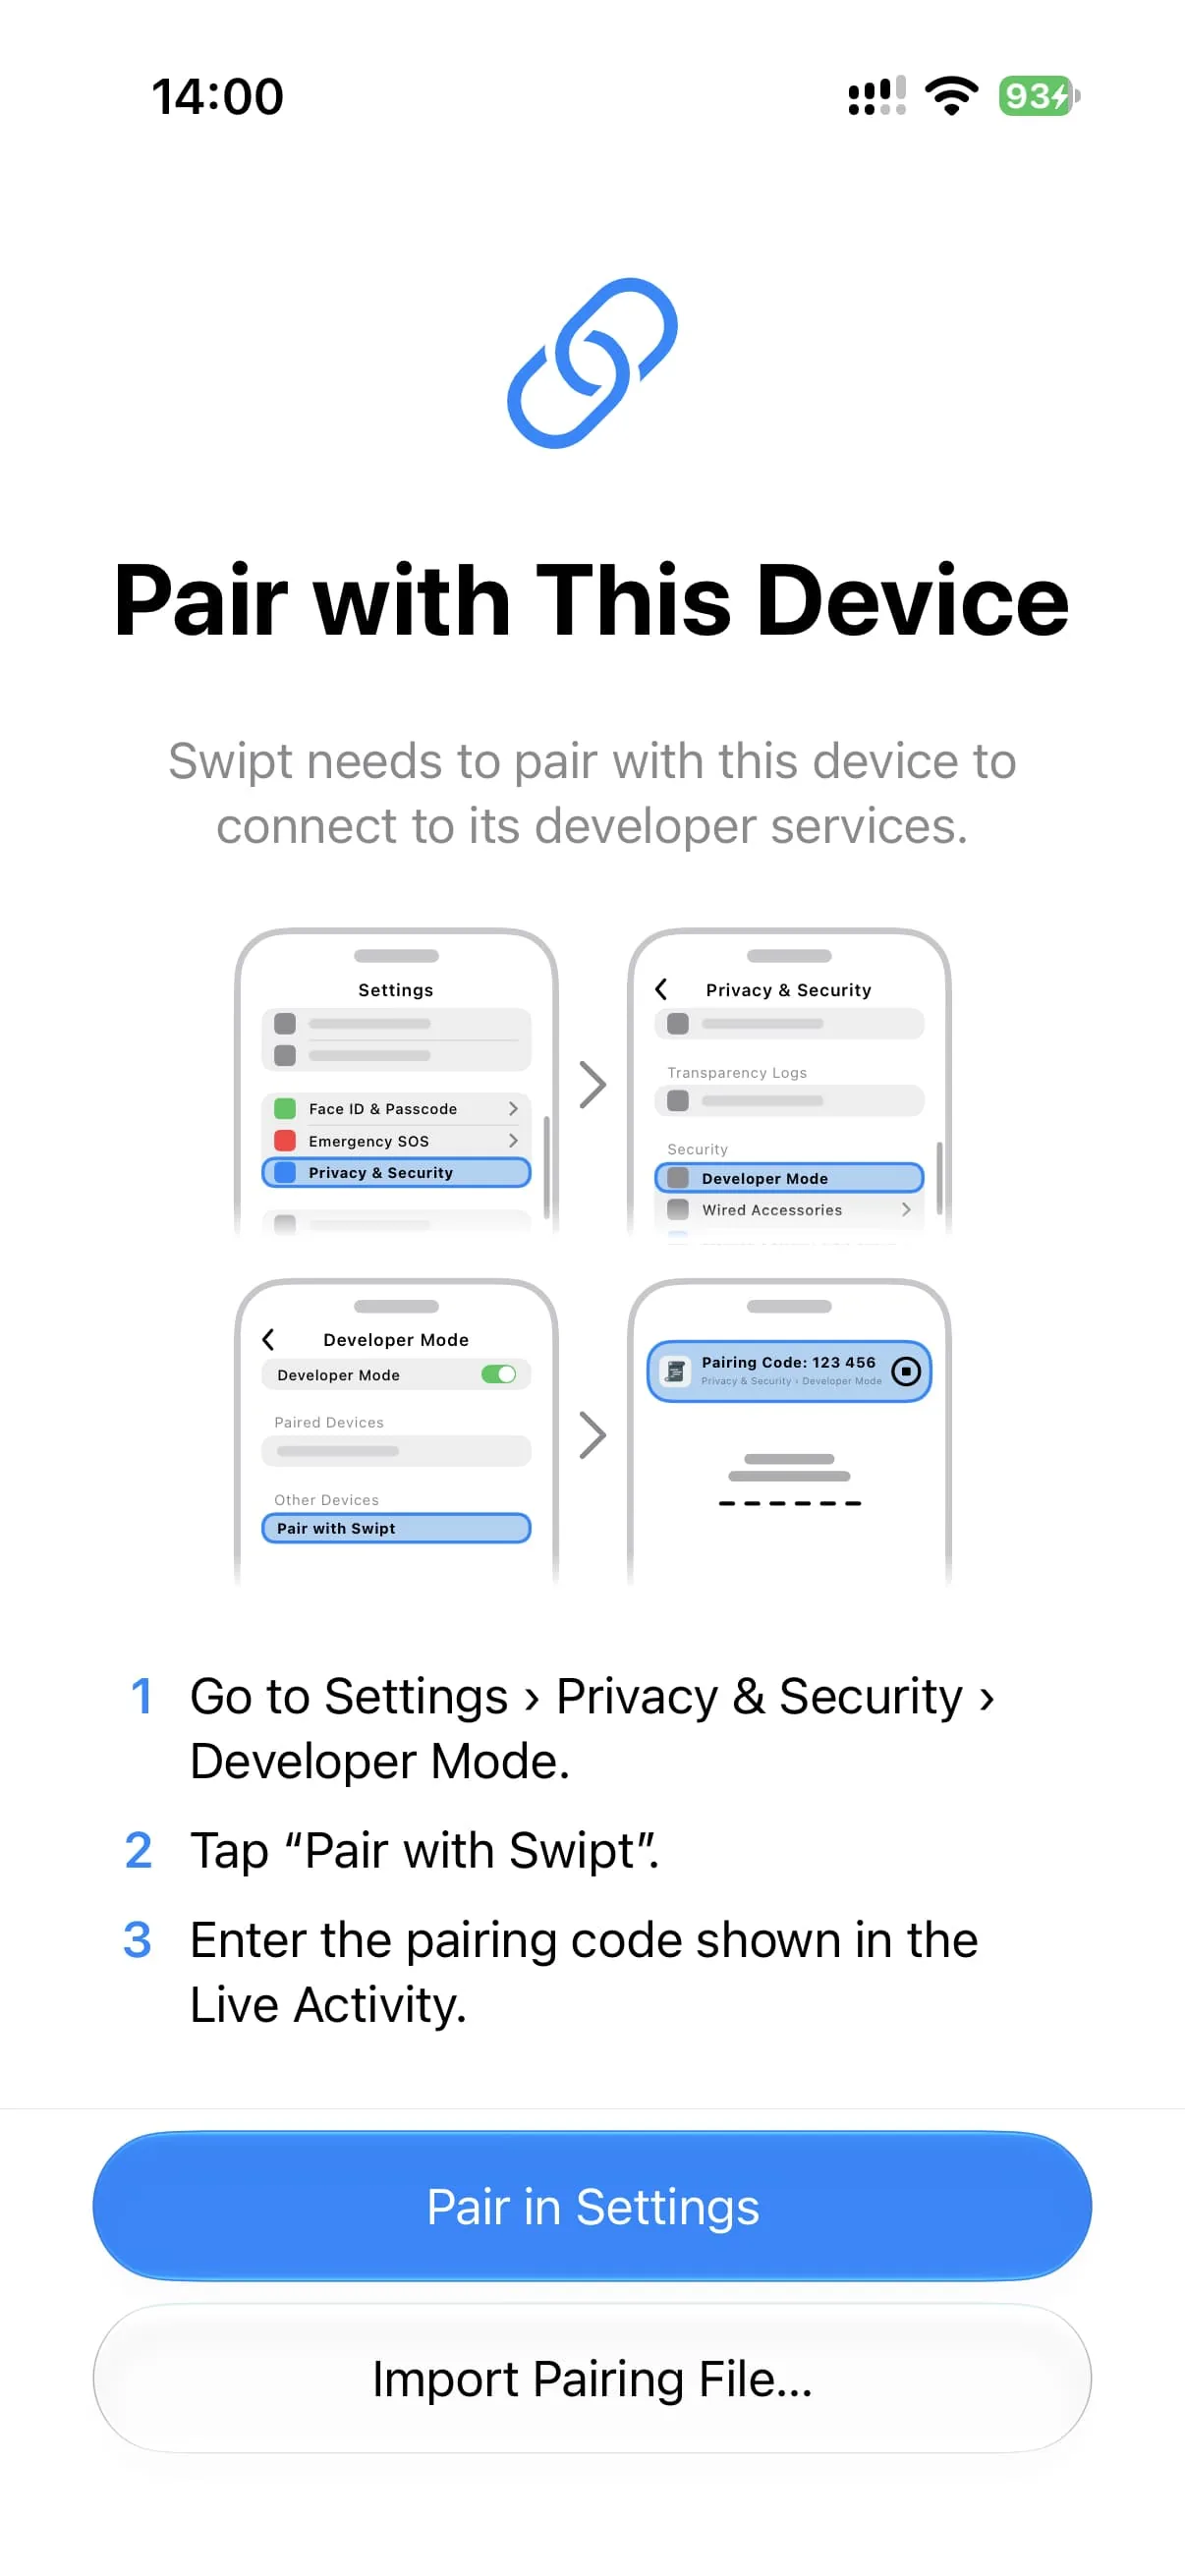 14:00
93
Pair with This Device
Swipt needs to pair with this device to
connect to its developer services.
Settings
Face ID & Passcode
Emergency SOS
Privacy & Security
Privacy & Security
Transparency Logs
Security
Developer Mode
Wired Accessories
Developer Mode
Developer Mode
Paired Devices
Other Devices
Pair with Swipt
Pairing Code: 123 456
Privacy & Security › Developer Mode
1 Go to Settings › Privacy & Security ›
Developer Mode.
2 Tap “Pair with Swipt”.
3 Enter the pairing code shown in the
Live Activity.
Pair in Settings
Import Pairing File...